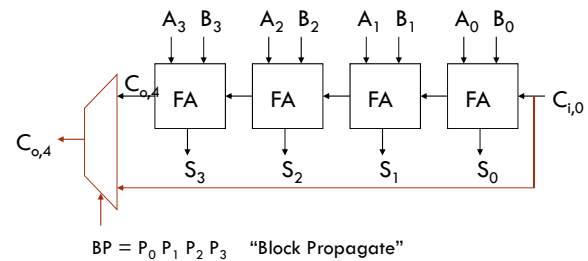 A₃ B₃ A₂ B₂ A₁ B₁ A₀ B₀
Cₒ,₄ FA FA FA FA Cᵢ,₀
Cₒ,₄
S₃ S₂ S₁ S₀
BP = P₀ P₁ P₂ P₃ “Block Propagate”